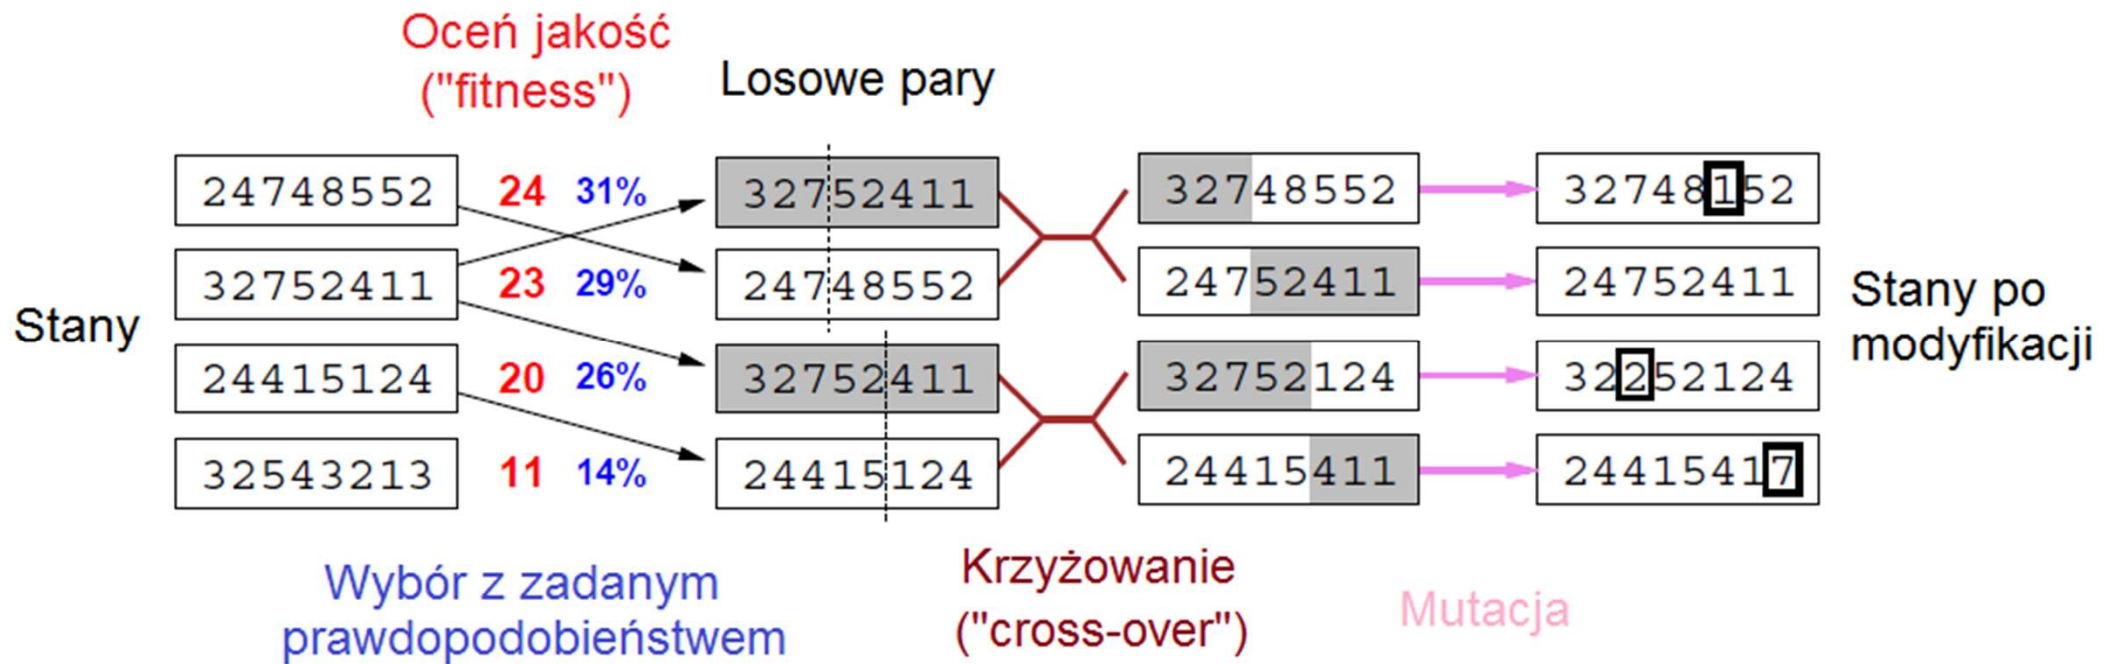 Oceń jakość
("fitness")
Losowe pary
Stany
24748552 24 31%
32752411 23 29%
24415124 20 26%
32543213 11 14%
32752411
24748552
32752411
24415124
32748552
24752411
32752124
24415411
32748152
24752411
32252124
24415417
Stany po
modyfikacji
Wybór z zadanym
prawdopodobieństwem
Krzyżowanie
("cross-over")
Mutacja